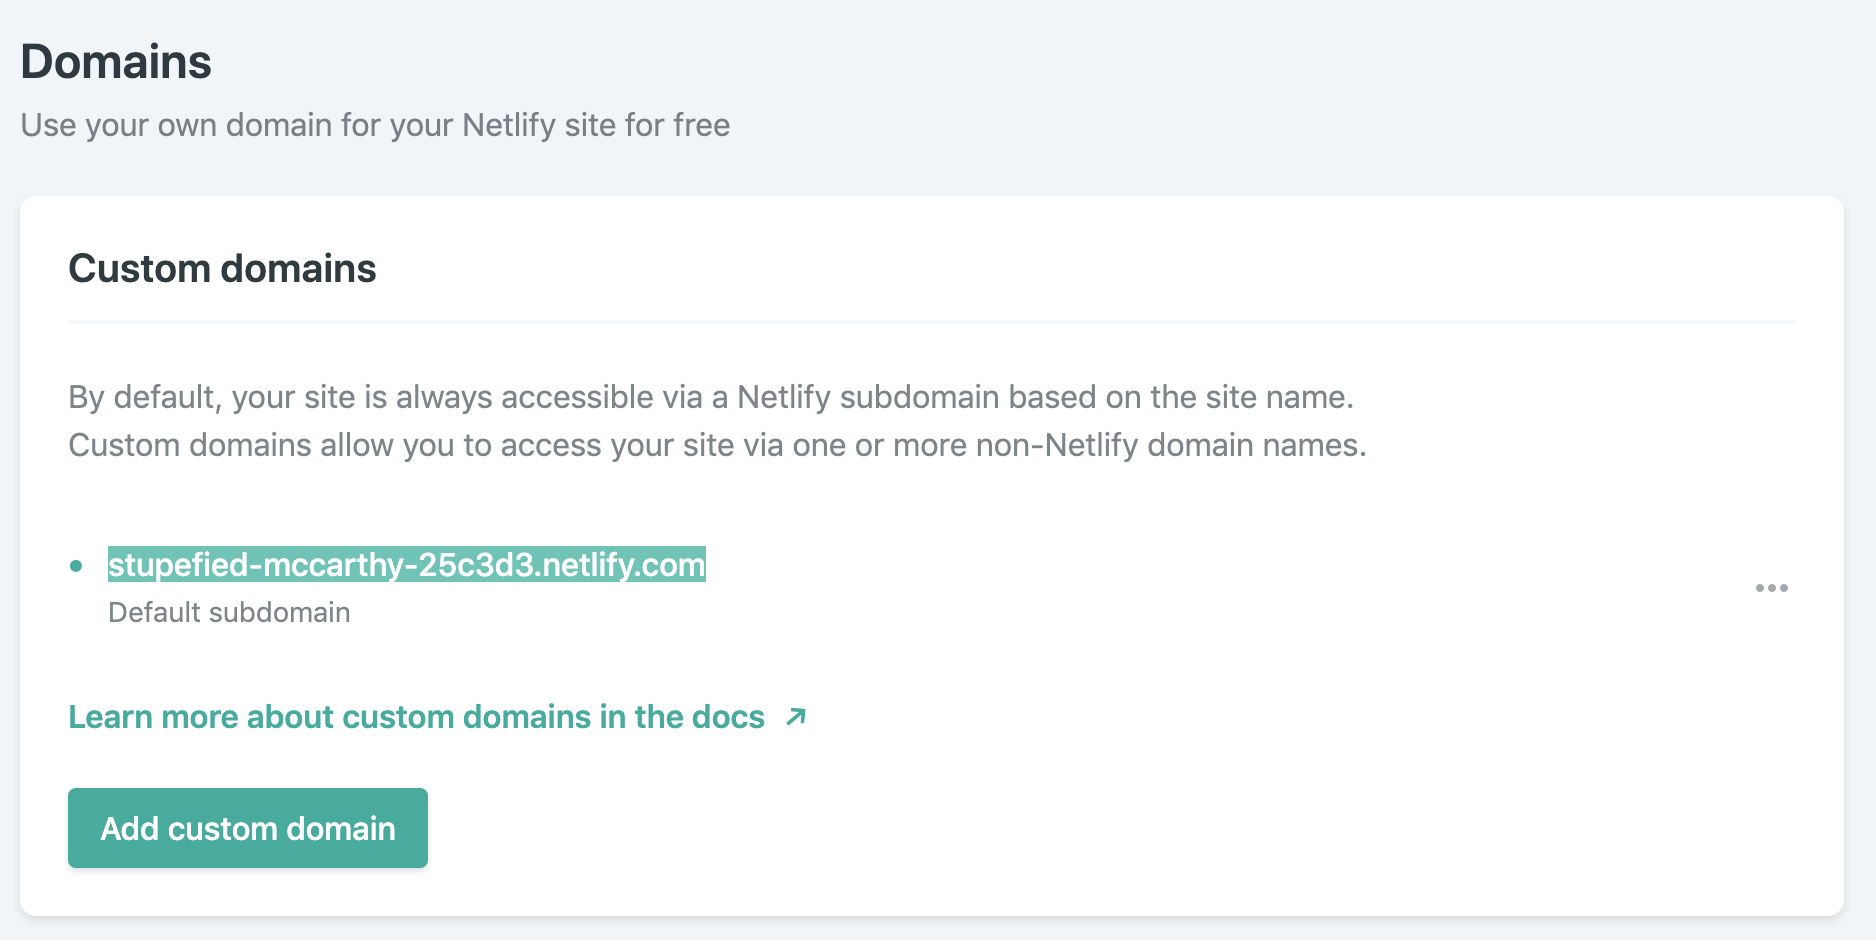 Domains
Use your own domain for your Netlify site for free
Custom domains
By default, your site is always accessible via a Netlify subdomain based on the site name.
Custom domains allow you to access your site via one or more non-Netlify domain names.
stupefied-mccarthy-25c3d3.netlify.com
Default subdomain
Learn more about custom domains in the docs
Add custom domain